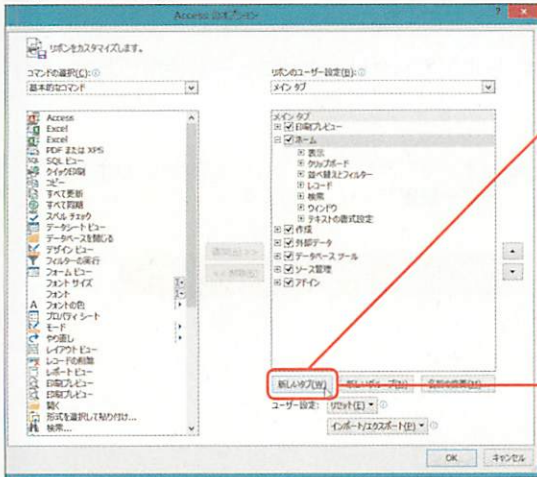 Access のオプション
リボンをカスタマイズします。
コマンドの選択(C):
基本的なコマンド
Access
Excel
Excel
PDF または XPS
SQL ビュー
クイック印刷
コピー
すべて更新
すべて同期
スペル チェック
データシート ビュー
データベースを閉じる
デザイン ビュー
フィルターの実行
フォーム ビュー
フォント サイズ
フォント
フォントの色
プロパティ シート
モード
やり直し
レイアウト ビュー
レコードの削除
レポート ビュー
印刷プレビュー
印刷プレビュー
開く
形式を選択して貼り付け...
検索...
追加(A) >>
<< 削除(R)
リボンのユーザー設定(B):
メイン タブ
メイン タブ
印刷プレビュー
ホーム
表示
クリップボード
並べ替えとフィルター
レコード
検索
ウィンドウ
テキストの書式設定
作成
外部データ
データベース ツール
ソース管理
アドイン
新しいタブ(W)
新しいグループ(N)
名前の変更(M)...
ユーザー設定:
リセット(E)
インポート/エクスポート(P)
OK
キャンセル